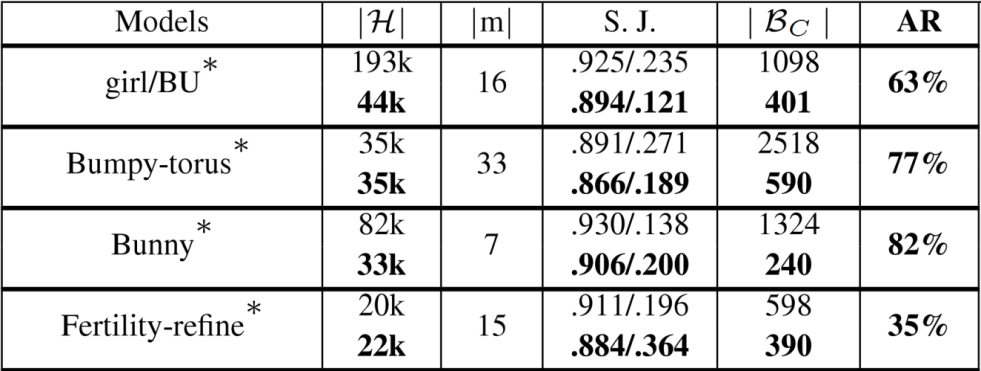 Models |ℋ| |m| S. J. | ℬ_C | AR
girl/BU* 193k 16 .925/.235 1098 63%
44k .894/.121 401
Bumpy-torus* 35k 33 .891/.271 2518 77%
35k .866/.189 590
Bunny* 82k 7 .930/.138 1324 82%
33k .906/.200 240
Fertility-refine* 20k 15 .911/.196 598 35%
22k .884/.364 390